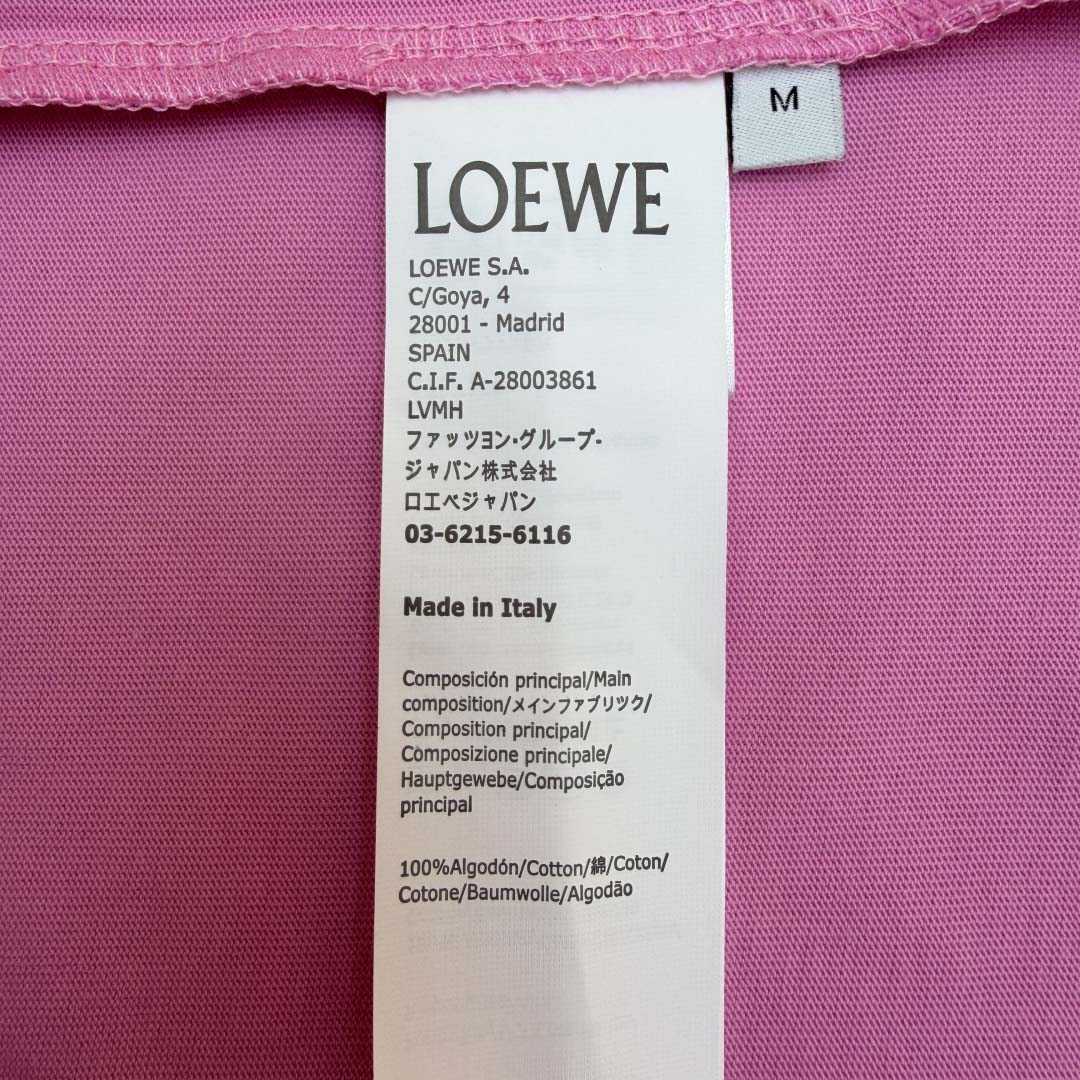 M
LOEWE
LOEWE S.A.
C/Goya, 4
28001 - Madrid
SPAIN
C.I.F. A-28003861
LVMH
ファッツヨン·グループ-
ジャパン株式会社
ロエベジャパン
03-6215-6116
Made in Italy
Composición principal/Main
composition/メインファブリツク/
Composition principal/
Composizione principale/
Hauptgewebe/Composição
principal
100%Algodón/Cotton/綿/Coton/
Cotone/Baumwolle/Algodão